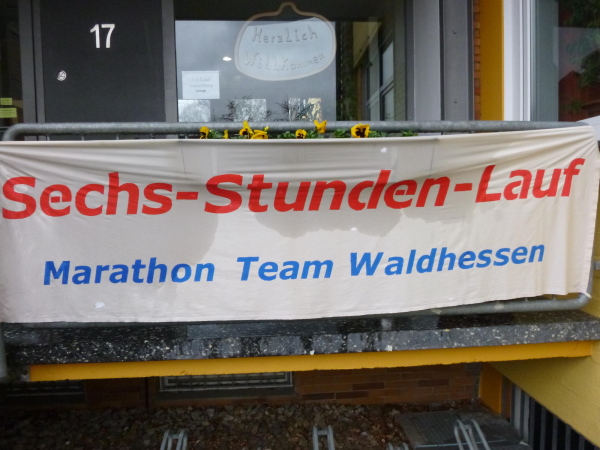 17
Herzlich
Willkommen
Sechs-Stunden-Lauf
Marathon Team Waldhessen